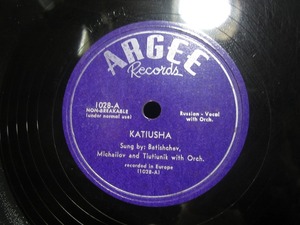 ARGEE
Records
1028-A
NON-BREAKABLE
(under normal use)
Russian - Vocal
with Orch.
KATIUSHA
Sung by: Batishchev,
Michailov and Tiutiunik with Orch.
recorded in Europe
(1028-A)